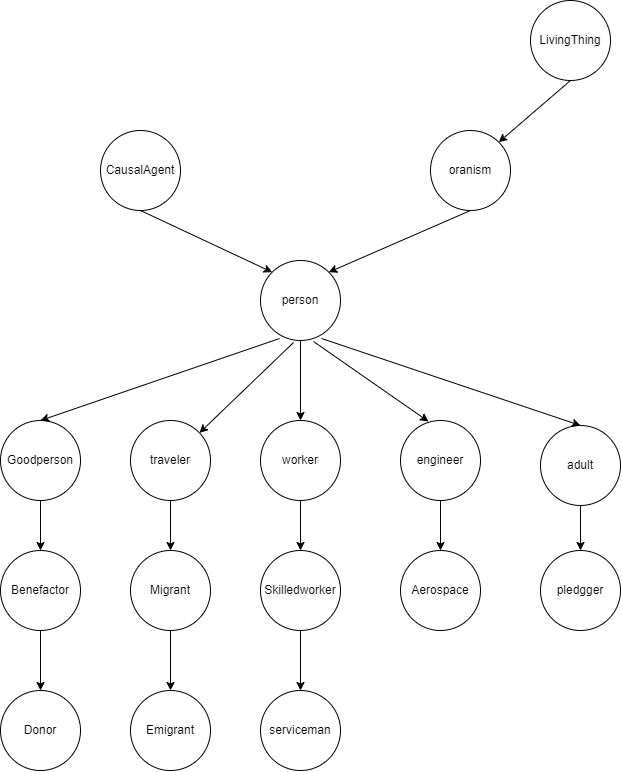 LivingThing
CausalAgent
oranism
person
Goodperson
traveler
worker
engineer
adult
Benefactor
Migrant
Skilledworker
Aerospace
pledgger
Donor
Emigrant
serviceman